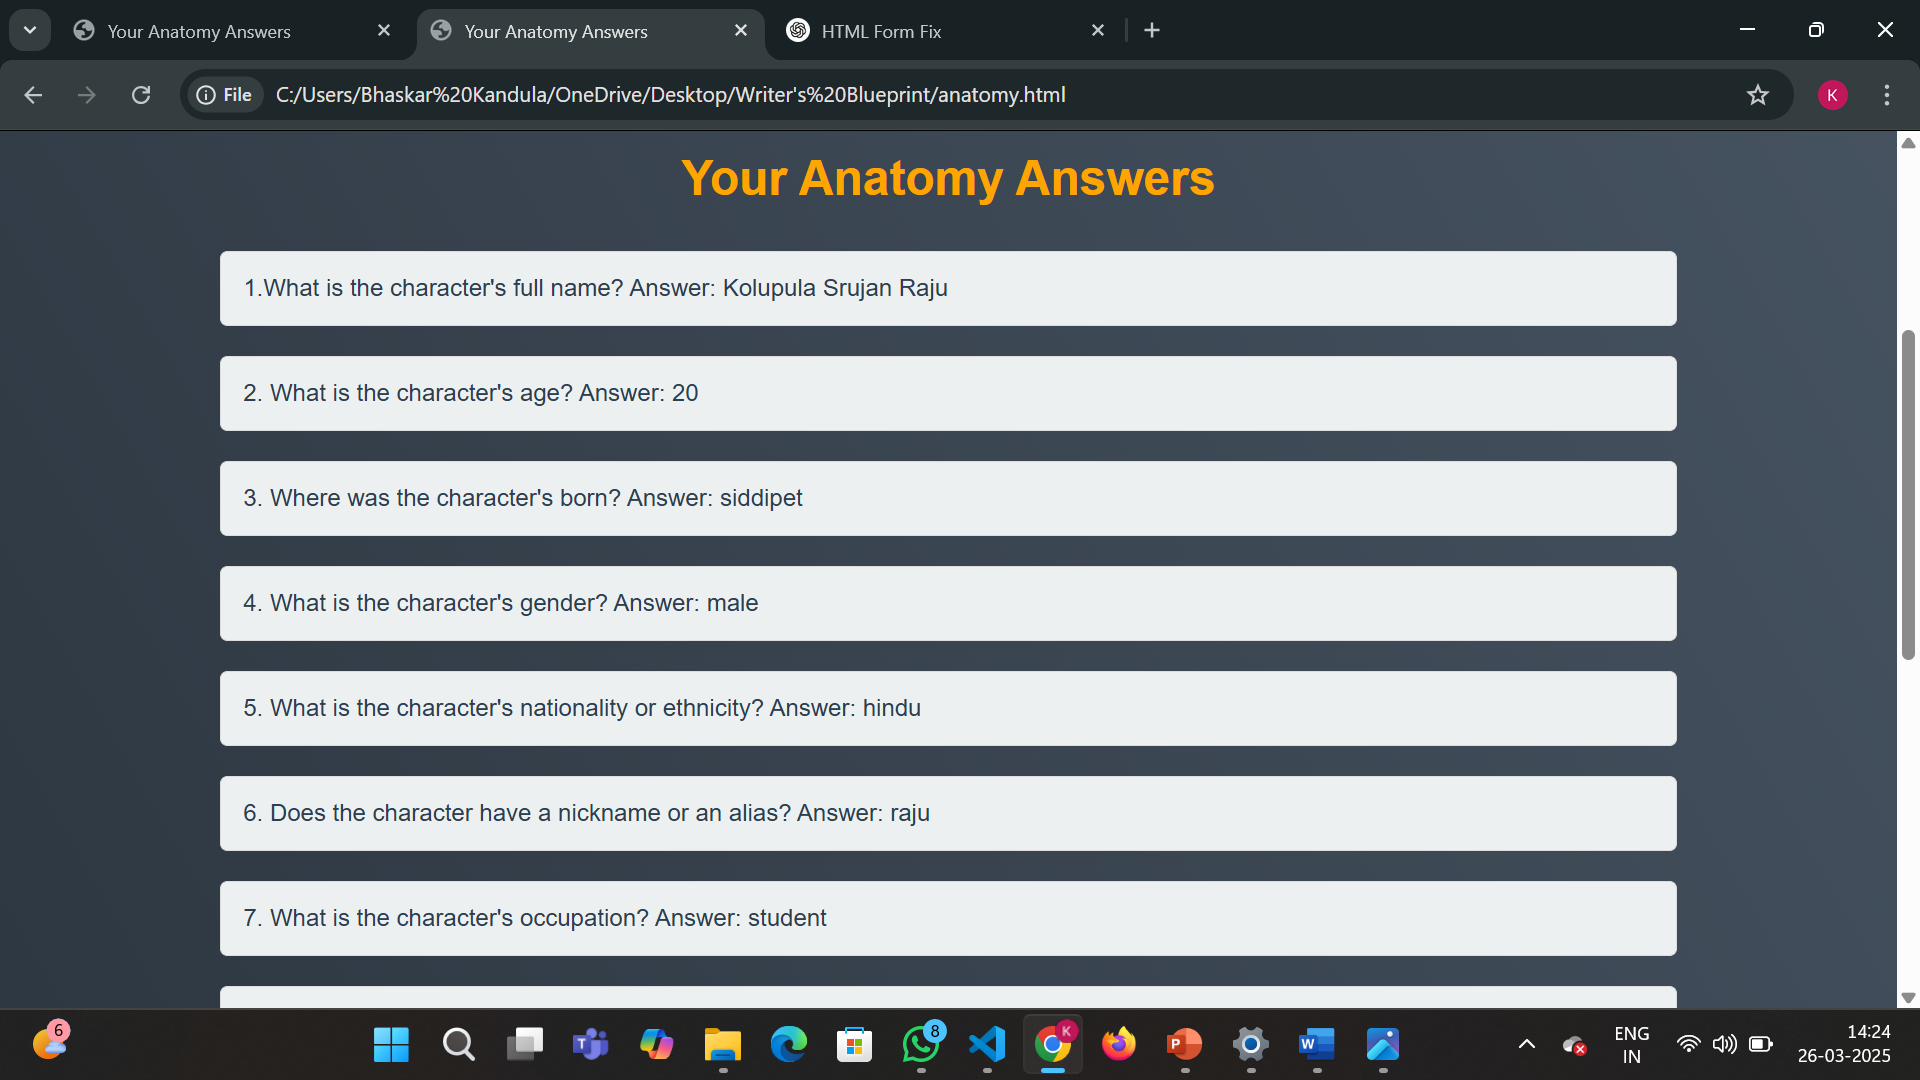 Your Anatomy Answers
Your Anatomy Answers
HTML Form Fix
File
C:/Users/Bhaskar%20Kandula/OneDrive/Desktop/Writer's%20Blueprint/anatomy.html
K
Your Anatomy Answers
1.What is the character's full name? Answer: Kolupula Srujan Raju
2. What is the character's age? Answer: 20
3. Where was the character's born? Answer: siddipet
4. What is the character's gender? Answer: male
5. What is the character's nationality or ethnicity? Answer: hindu
6. Does the character have a nickname or an alias? Answer: raju
7. What is the character's occupation? Answer: student
6
T
8
K
P
W
ENG
IN
14:24
26-03-2025